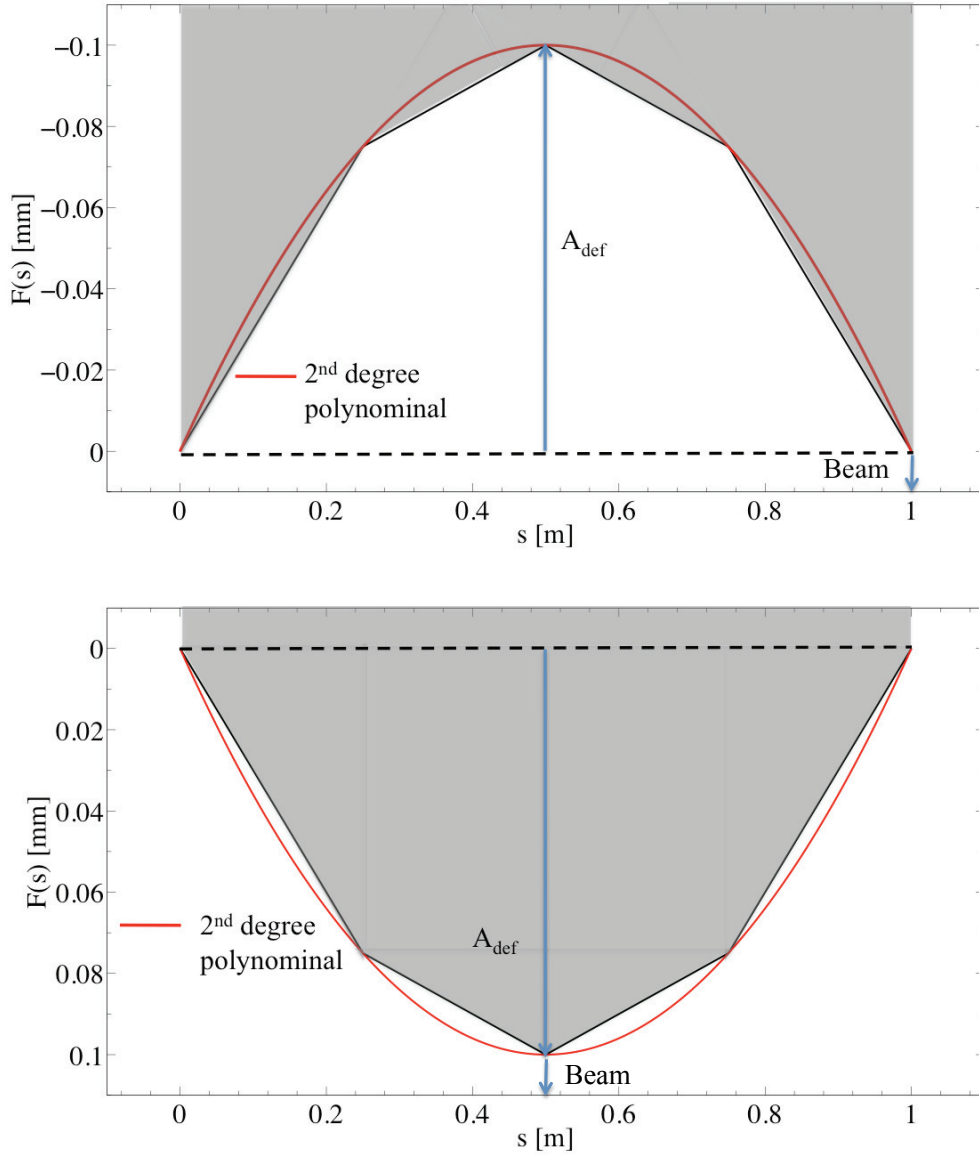 −0.1
−0.08
−0.06
−0.04
−0.02
0
F(s) [mm]
A_def
2nd degree
polynominal
Beam
0 0.2 0.4 0.6 0.8 1
s [m]
0
0.02
0.04
0.06
0.08
0.1
F(s) [mm]
2nd degree
polynominal
A_def
Beam
0 0.2 0.4 0.6 0.8 1
s [m]